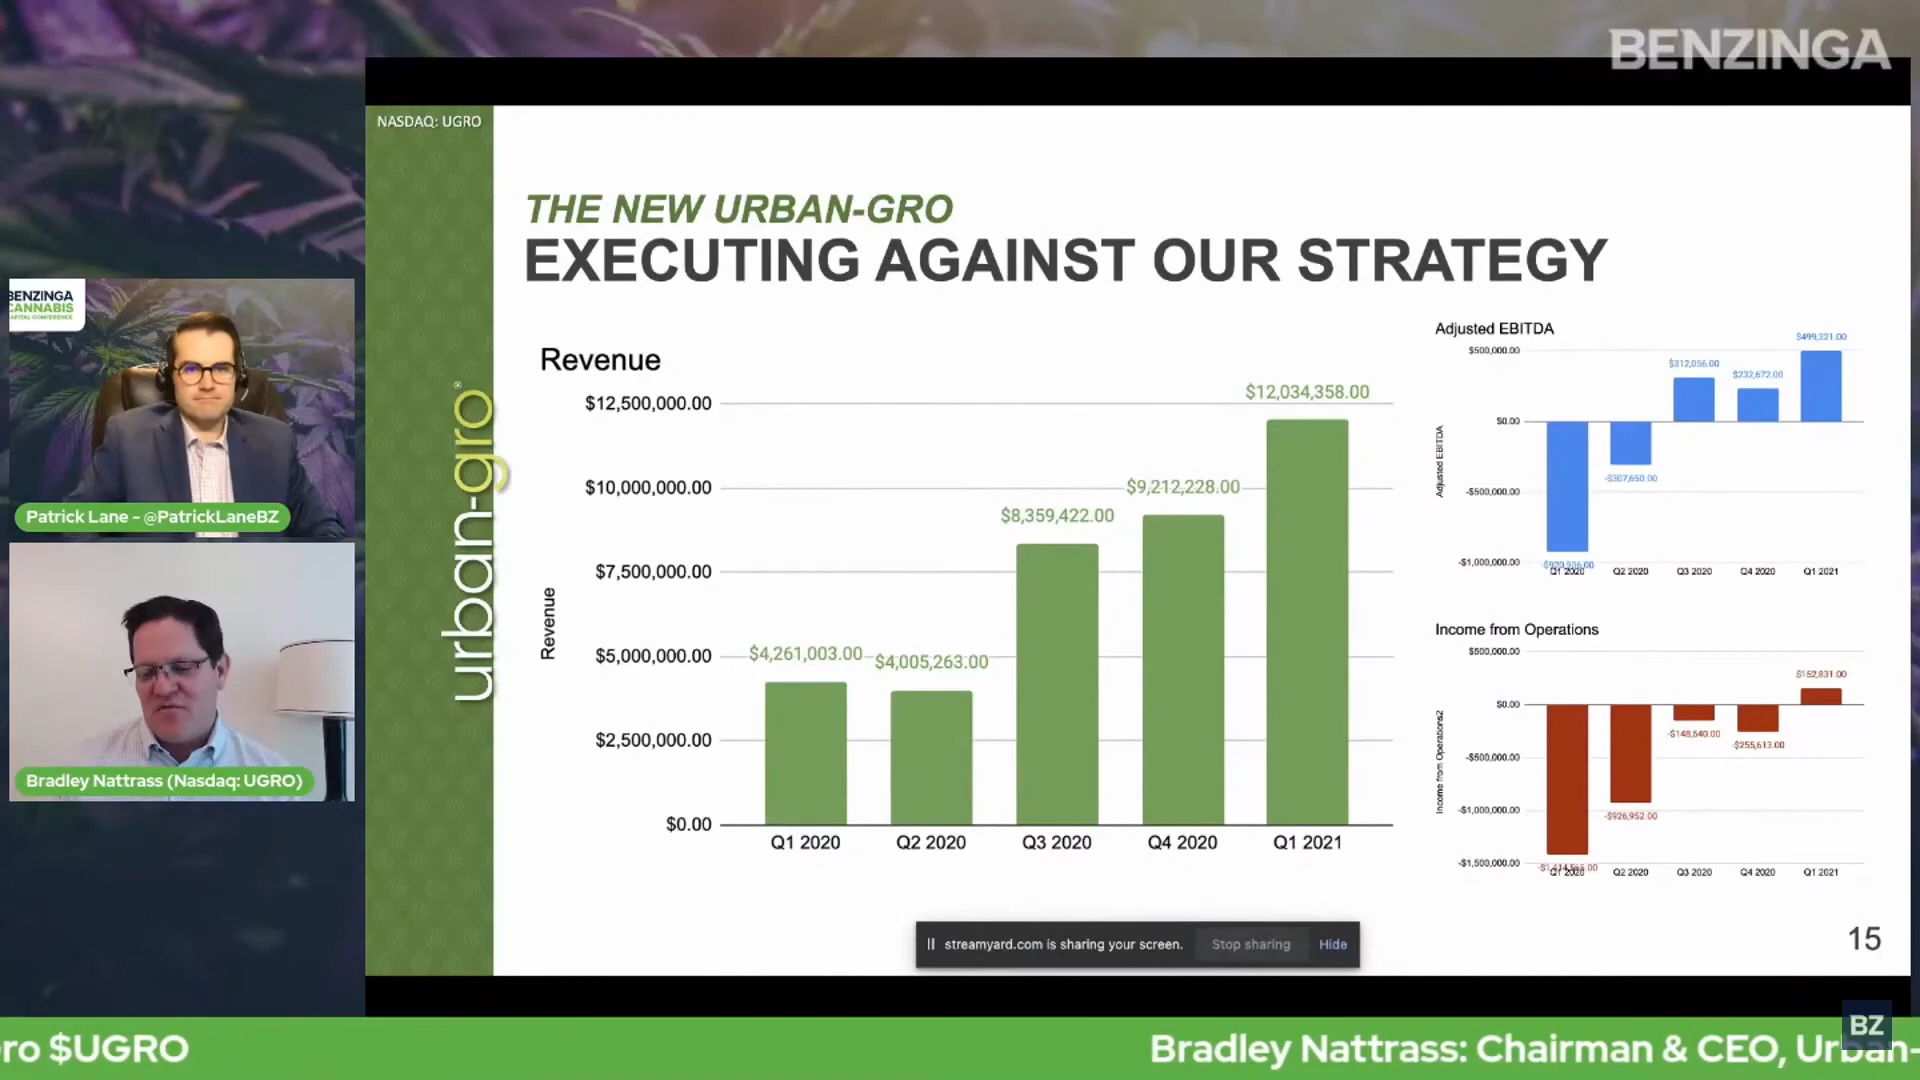 BENZINGA
NASDAQ: UGRO
THE NEW URBAN-GRO
EXECUTING AGAINST OUR STRATEGY
urban-gro
Revenue
Revenue
$12,500,000.00
$10,000,000.00
$7,500,000.00
$5,000,000.00
$2,500,000.00
$0.00
$4,261,003.00
$4,005,263.00
$8,359,422.00
$9,212,228.00
$12,034,358.00
Q1 2020 Q2 2020 Q3 2020 Q4 2020 Q1 2021
Adjusted EBITDA
Adjusted EBITDA
$500,000.00
$0.00
-$500,000.00
-$1,000,000.00
-$307,650.00
$312,056.00
$232,672.00
$499,321.00
Q1 2020 Q2 2020 Q3 2020 Q4 2020 Q1 2021
Income from Operations
Income from Operations2
$500,000.00
$0.00
-$500,000.00
-$1,000,000.00
-$1,500,000.00
-$926,952.00
-$148,540.00
-$255,613.00
$152,831.00
Q1 2020 Q2 2020 Q3 2020 Q4 2020 Q1 2021
15
streamyard.com is sharing your screen. Stop sharing Hide
BENZINGA
CANNABIS
CAPITAL CONFERENCE
Patrick Lane - @PatrickLaneBZ
Bradley Nattrass (Nasdaq: UGRO)
BZ
ro $UGRO
Bradley Nattrass: Chairman & CEO, Urban-